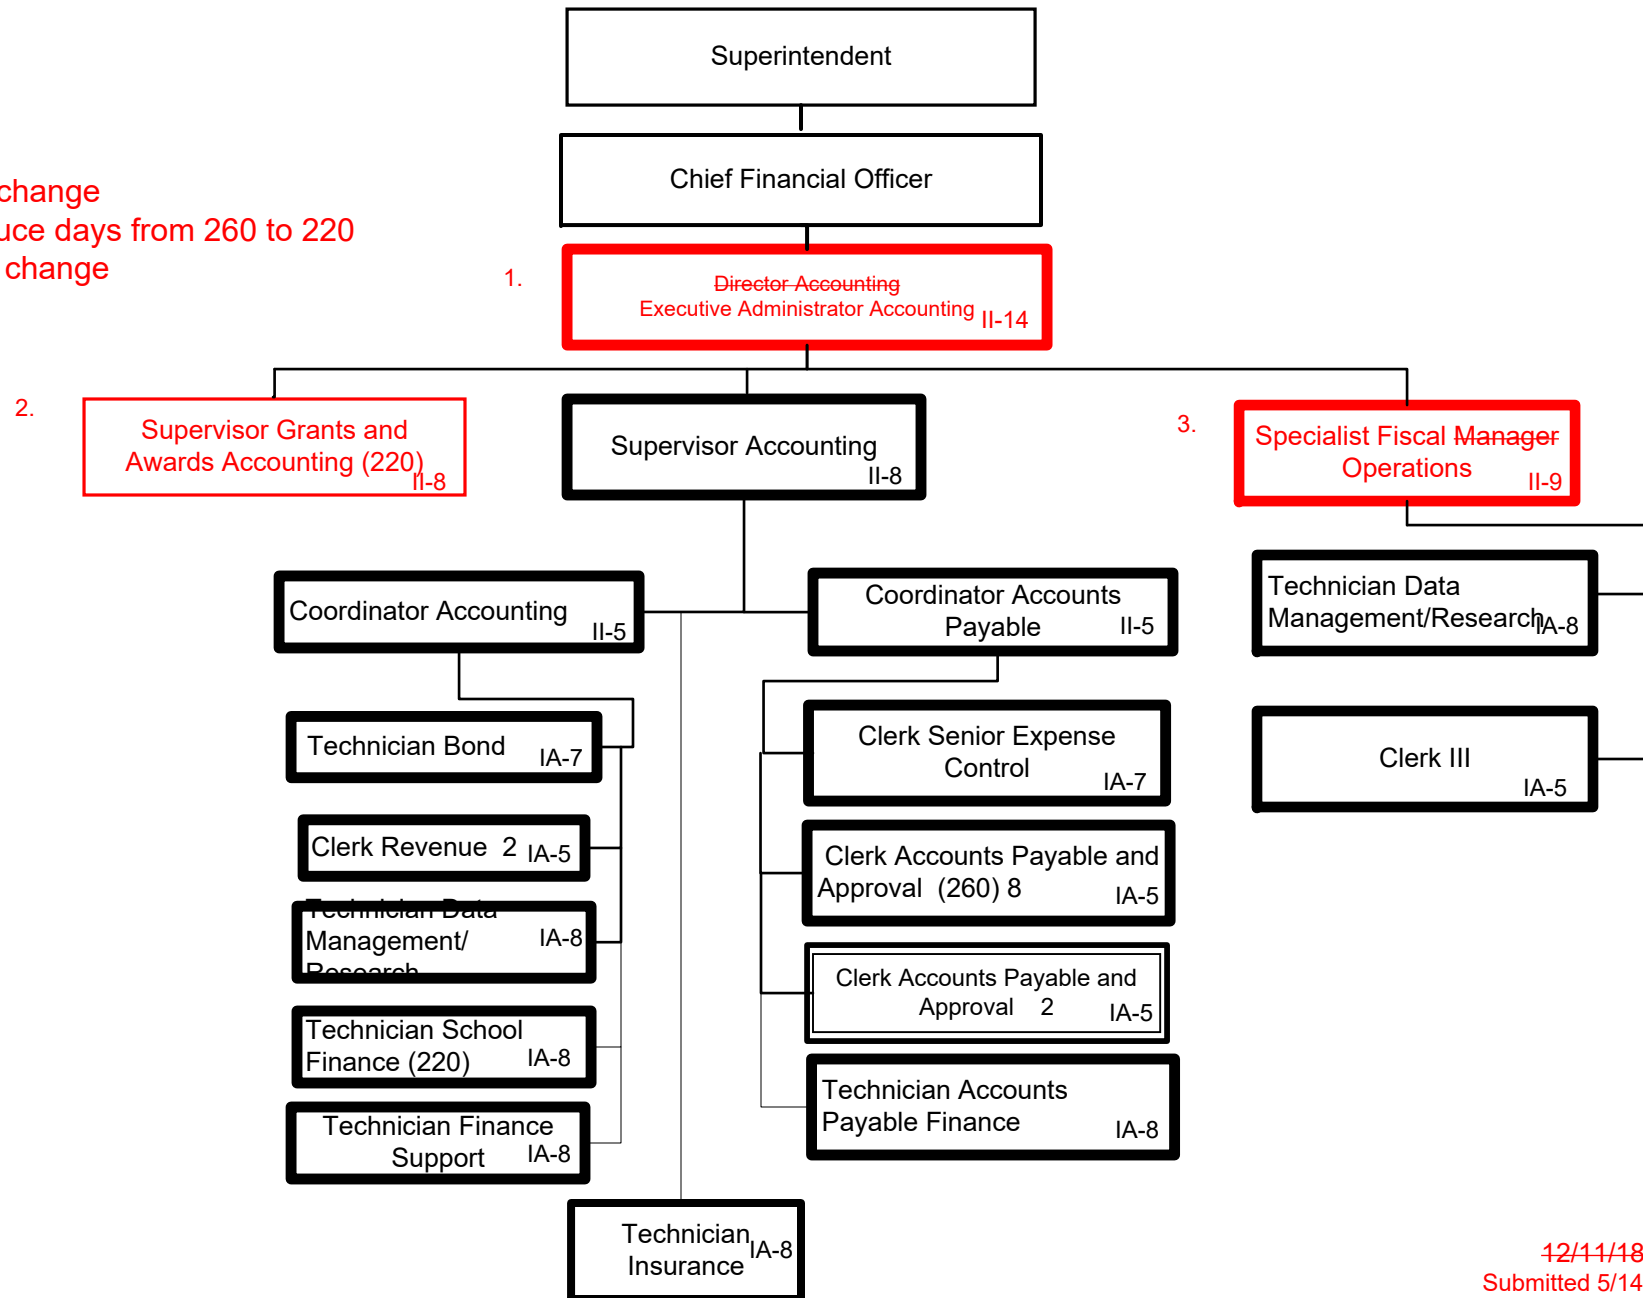 Superintendent
Chief Financial Officer
change
days from 260 to 220
change
1.
Director Accounting
Executive Administrator Accounting
II-14
2.
Supervisor Grants and
Awards Accounting (220)
II-8
Supervisor Accounting
II-8
3.
Specialist Fiscal Manager
Operations
II-9
Coordinator Accounting
II-5
Coordinator Accounts
Payable
II-5
Technician Data
Management/Research
IA-8
Technician Bond
IA-7
Clerk Senior Expense
Control
IA-7
Clerk III
IA-5
Clerk Revenue 2
IA-5
Clerk Accounts Payable and
Approval (260) 8
IA-5
Technician Data
Management/
Research
IA-8
Clerk Accounts Payable and
Approval 2
IA-5
Technician School
Finance (220)
IA-8
Technician Accounts
Payable Finance
IA-8
Technician Finance
Support
IA-8
Technician
Insurance
IA-8
12/11/18
Submitted 5/14